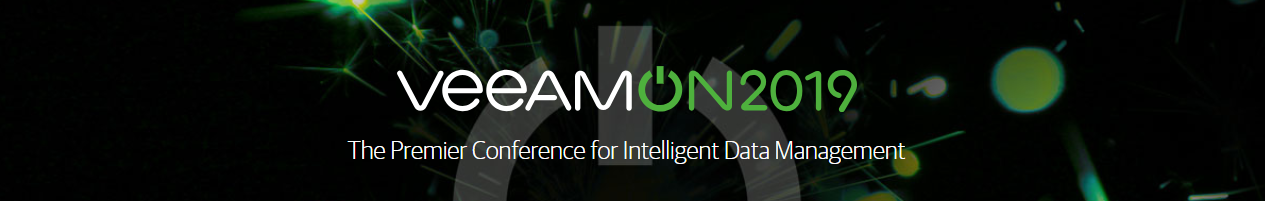 veeAMON2019
The Premier Conference for Intelligent Data Management